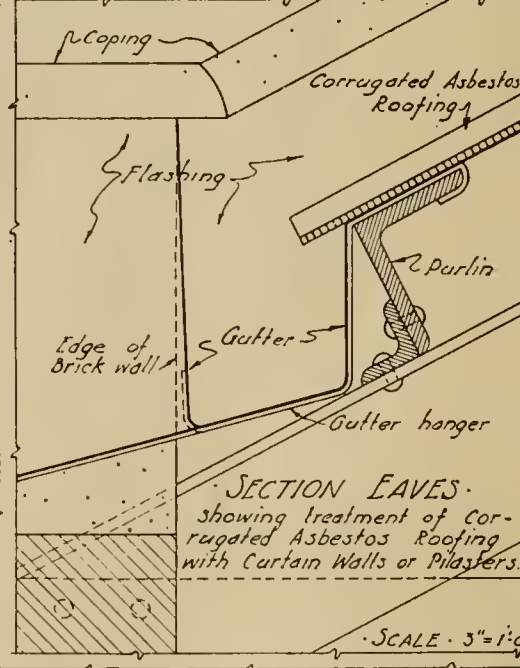 Coping
Corrugated Asbestos
Roofing
Flashing
Purlin
Gutter
Edge of
Brick wall
Gutter hanger
· SECTION EAVES ·
showing treatment of Cor-
rugated Asbestos Roofing
with Curtain Walls or Pilasters.
· SCALE · 3"=1'-0